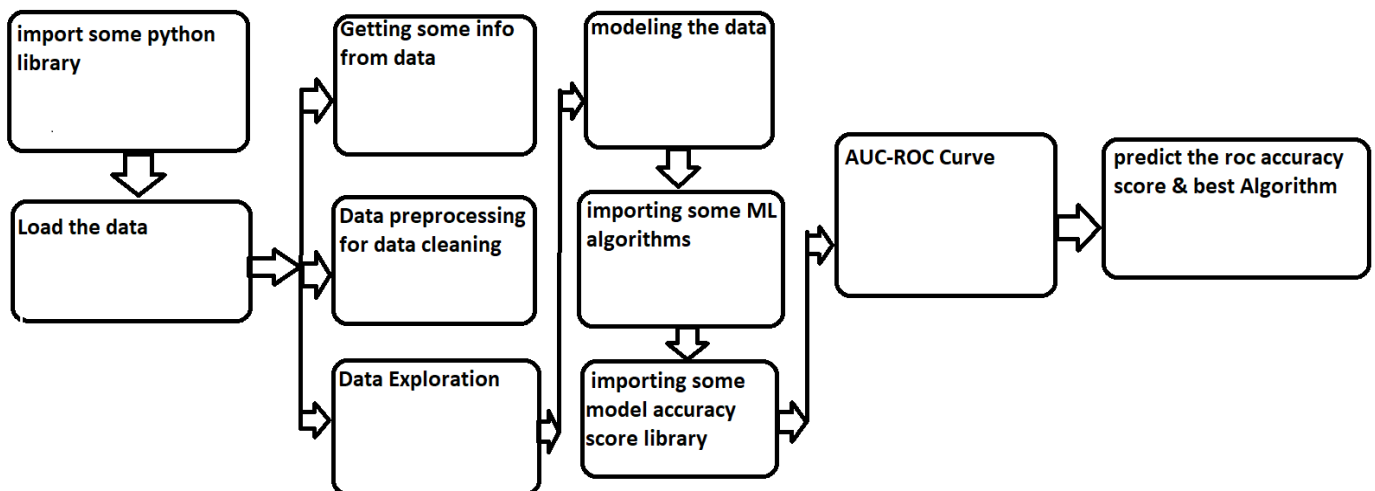 import some python
library
Load the data
Getting some info
from data
Data preprocessing
for data cleaning
Data Exploration
modeling the data
importing some ML
algorithms
importing some
model accuracy
score library
AUC-ROC Curve
predict the roc accuracy
score & best Algorithm